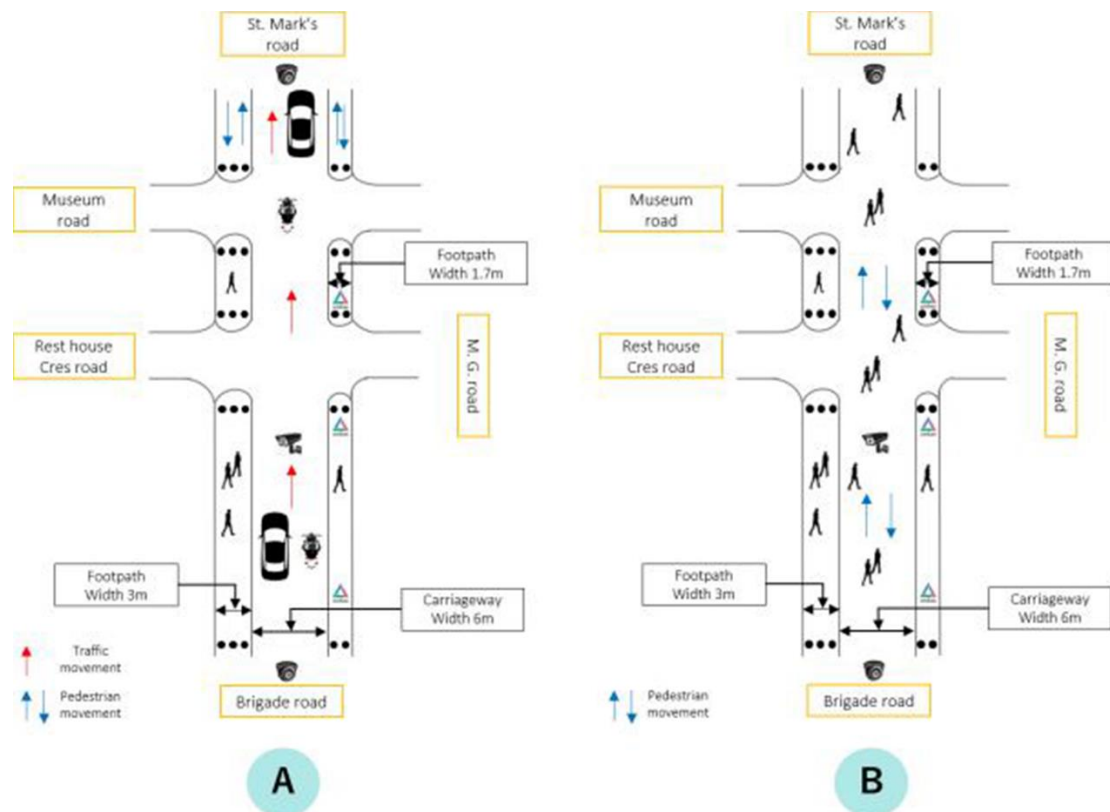 St. Mark's
road
Museum
road
Footpath
Width 1.7m
Rest house
Cres road
M. G. road
Footpath
Width 3m
Carriageway
Width 6m
Traffic
movement
Pedestrian
movement
Brigade road
A
St. Mark's
road
Museum
road
Footpath
Width 1.7m
Rest house
Cres road
M. G. road
Footpath
Width 3m
Carriageway
Width 6m
Pedestrian
movement
Brigade road
B